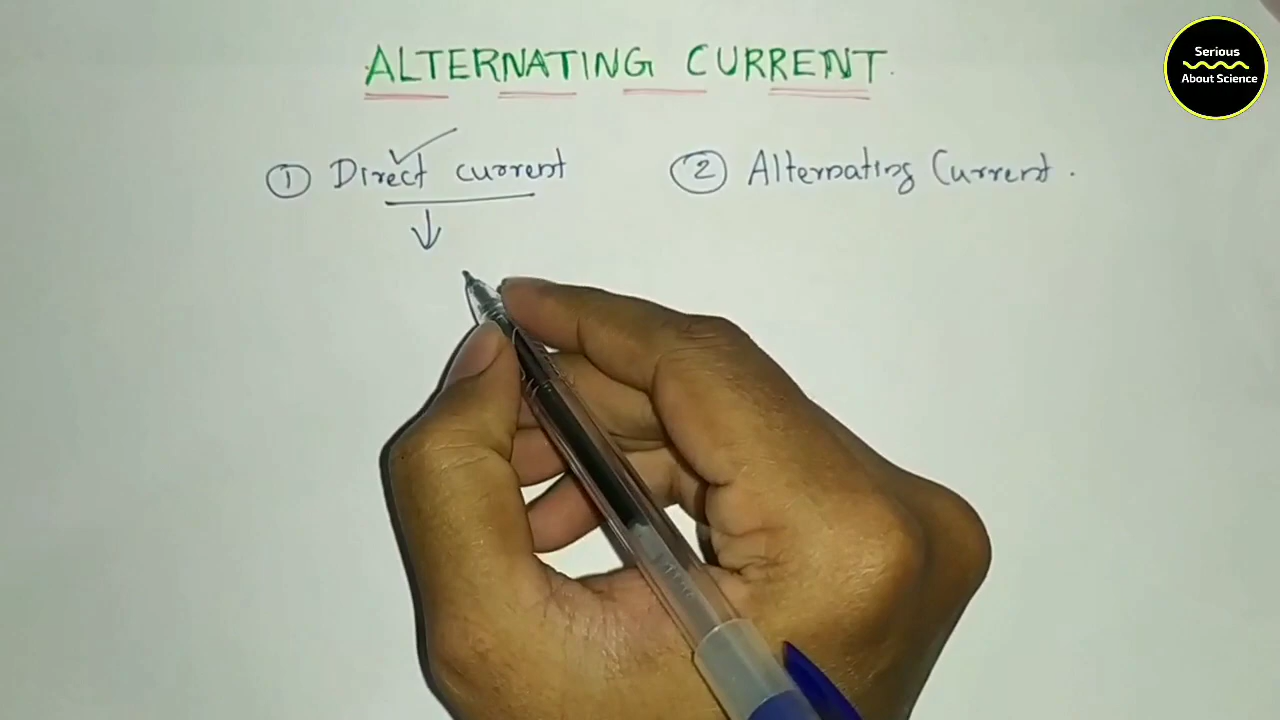 ALTERNATING CURRENT.
Serious
About Science
① Direct current ② Alternating Current.